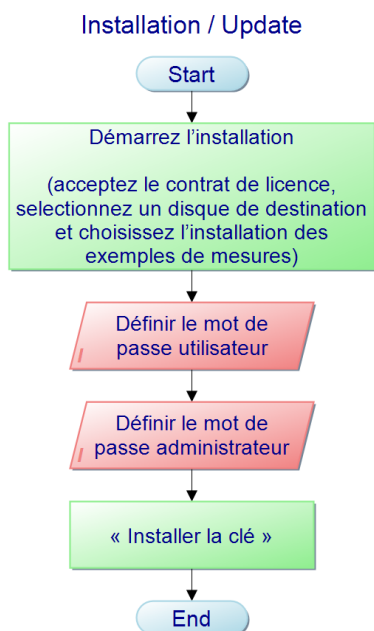 Installation / Update
Start
Démarrez l'installation
(acceptez le contrat de licence,
selectionnez un disque de destination
et choisissez l'installation des
exemples de mesures)
Définir le mot de
passe utilisateur
I
Définir le mot de
passe administrateur
I
« Installer la clé »
End